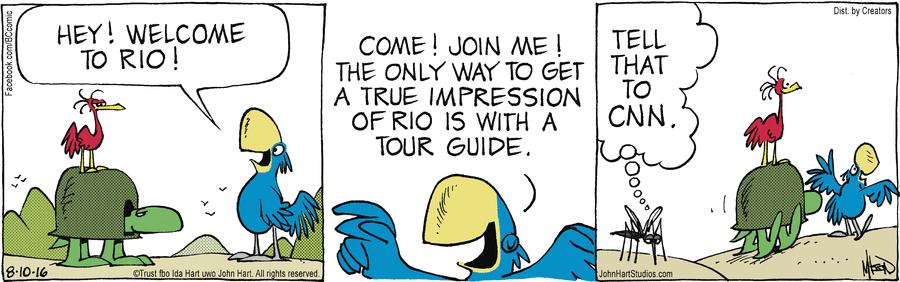 Facebook.com/BCcomic
HEY! WELCOME
TO RIO!
8-10-16
©Trust fbo Ida Hart uwo John Hart. All rights reserved.
COME! JOIN ME!
THE ONLY WAY TO GET
A TRUE IMPRESSION
OF RIO IS WITH A
TOUR GUIDE.
Dist. by Creators
TELL
THAT
TO
CNN.
JohnHartStudios.com